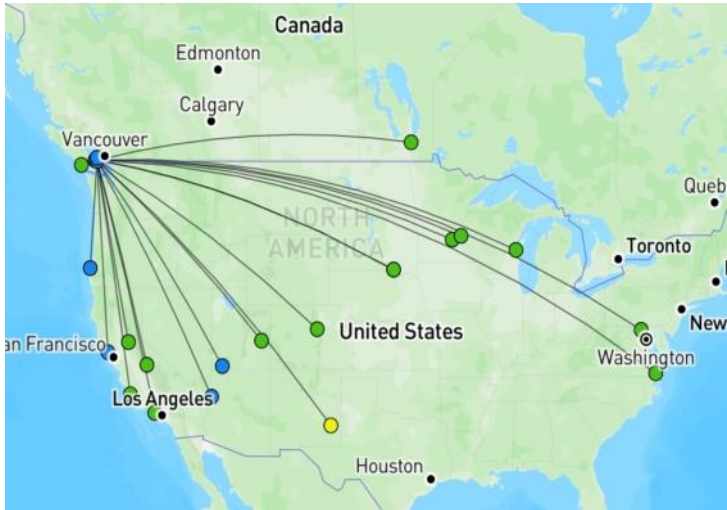 Canada
Edmonton
Calgary
Vancouver
NORTH
AMERICA
Queb
Toronto
New
United States
Washington
an Francisco
Los Angeles
Houston